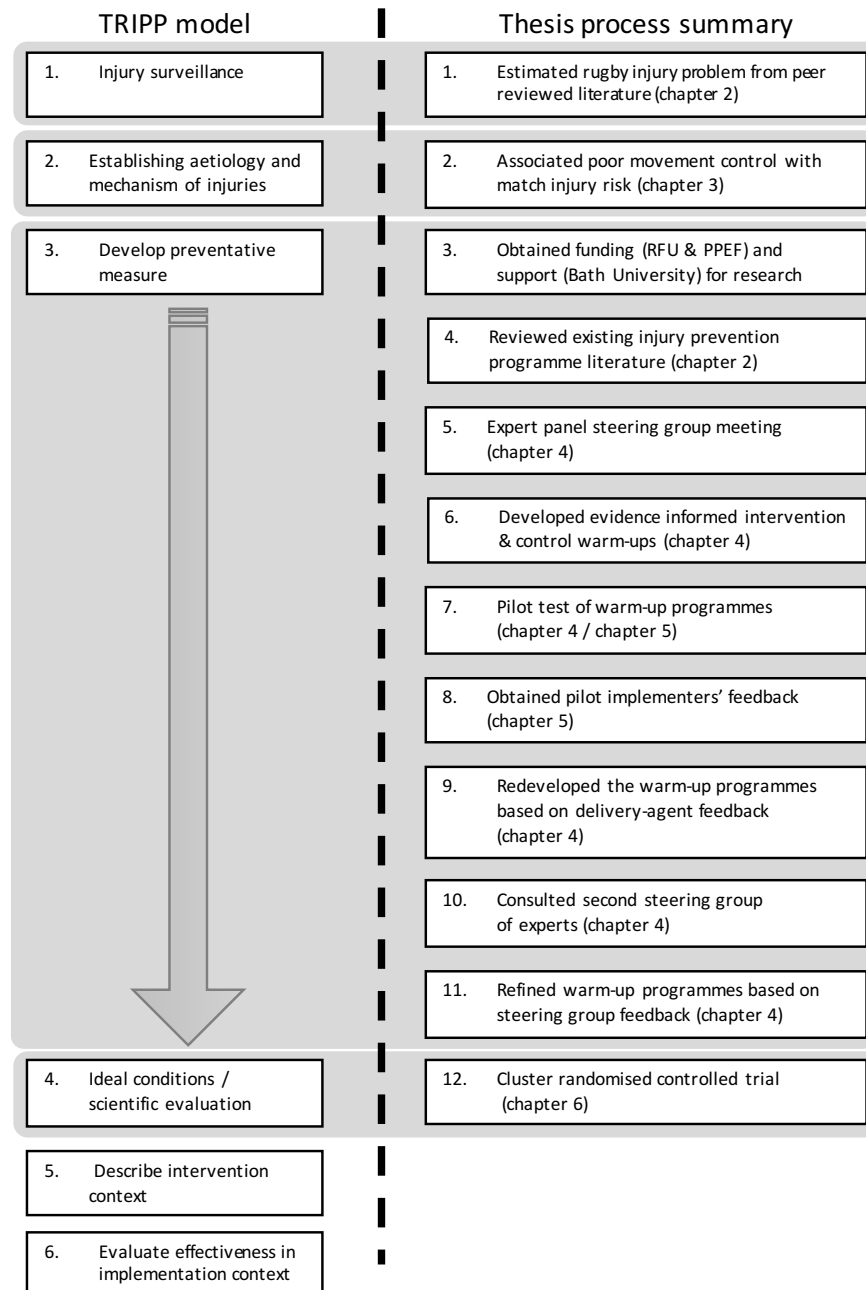 TRIPP model
Thesis process summary
1. Injury surveillance
1. Estimated rugby injury problem from peer
reviewed literature (chapter 2)
2. Establishing aetiology and
mechanism of injuries
2. Associated poor movement control with
match injury risk (chapter 3)
3. Develop preventative
measure
3. Obtained funding (RFU & PPEF) and
support (Bath University) for research
4. Reviewed existing injury prevention
programme literature (chapter 2)
5. Expert panel steering group meeting
(chapter 4)
6. Developed evidence informed intervention
& control warm-ups (chapter 4)
7. Pilot test of warm-up programmes
(chapter 4 / chapter 5)
8. Obtained pilot implementers’ feedback
(chapter 5)
9. Redeveloped the warm-up programmes
based on delivery-agent feedback
(chapter 4)
10. Consulted second steering group
of experts (chapter 4)
11. Refined warm-up programmes based on
steering group feedback (chapter 4)
4. Ideal conditions /
scientific evaluation
12. Cluster randomised controlled trial
(chapter 6)
5. Describe intervention
context
6. Evaluate effectiveness in
implementation context